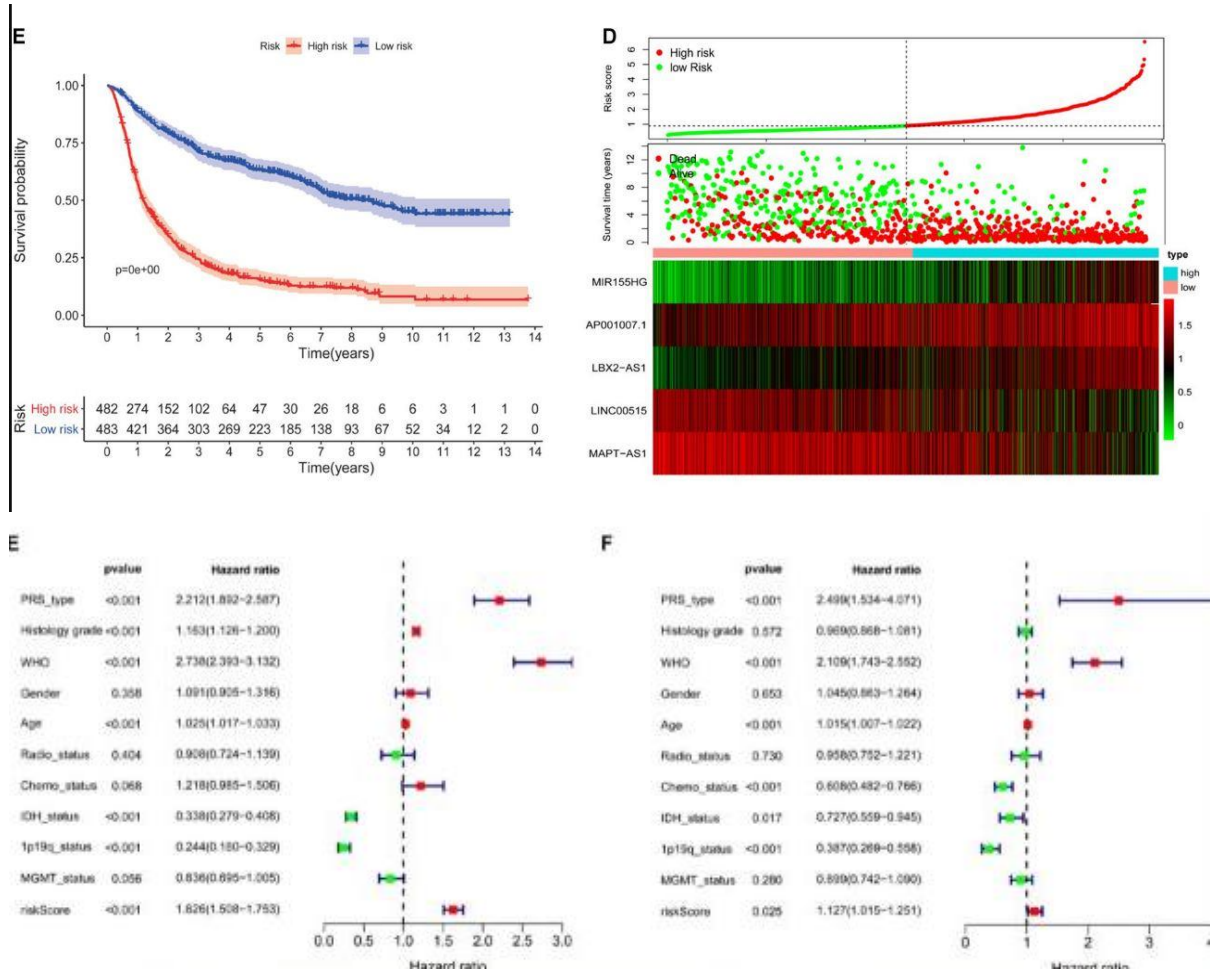 E
Risk High risk Low risk
Survival probability
1.00
0.75
0.50
0.25
0.00
p=0e+00
0 1 2 3 4 5 6 7 8 9 10 11 12 13 14
Time(years)
Risk
High risk 482 274 152 102 64 47 30 26 18 6 6 3 1 1 0
Low risk 483 421 364 303 269 223 185 138 93 67 52 34 12 2 0
0 1 2 3 4 5 6 7 8 9 10 11 12 13 14
Time(years)
D
High risk
low Risk
Risk score
1 2 3 4 5 6
Dead
Alive
Survival time (years)
0 2 4 8 12
type
high
low
MIR155HG
AP001007.1
LBX2-AS1
LINC00515
MAPT-AS1
1.5
1
0.5
0
E
pvalue Hazard ratio
PRS_type <0.001 2.212(1.892-2.587)
Histology grade <0.001 1.163(1.126-1.200)
WHO <0.001 2.738(2.393-3.132)
Gender 0.358 1.091(0.905-1.316)
Age <0.001 1.025(1.017-1.033)
Radio_status 0.404 0.908(0.724-1.139)
Chemo_status 0.068 1.218(0.985-1.506)
IDH_status <0.001 0.338(0.279-0.408)
1p19q_status <0.001 0.244(0.180-0.329)
MGMT_status 0.056 0.836(0.695-1.005)
riskScore <0.001 1.626(1.508-1.753)
0.0 0.5 1.0 1.5 2.0 2.5 3.0
Hazard ratio
F
pvalue Hazard ratio
PRS_type <0.001 2.499(1.534-4.071)
Histology grade 0.572 0.969(0.868-1.081)
WHO <0.001 2.109(1.743-2.552)
Gender 0.653 1.045(0.863-1.264)
Age <0.001 1.015(1.007-1.022)
Radio_status 0.730 0.958(0.752-1.221)
Chemo_status <0.001 0.608(0.482-0.766)
IDH_status 0.017 0.727(0.559-0.945)
1p19q_status <0.001 0.387(0.269-0.558)
MGMT_status 0.280 0.899(0.742-1.090)
riskScore 0.025 1.127(1.015-1.251)
0 1 2 3 4
Hazard ratio